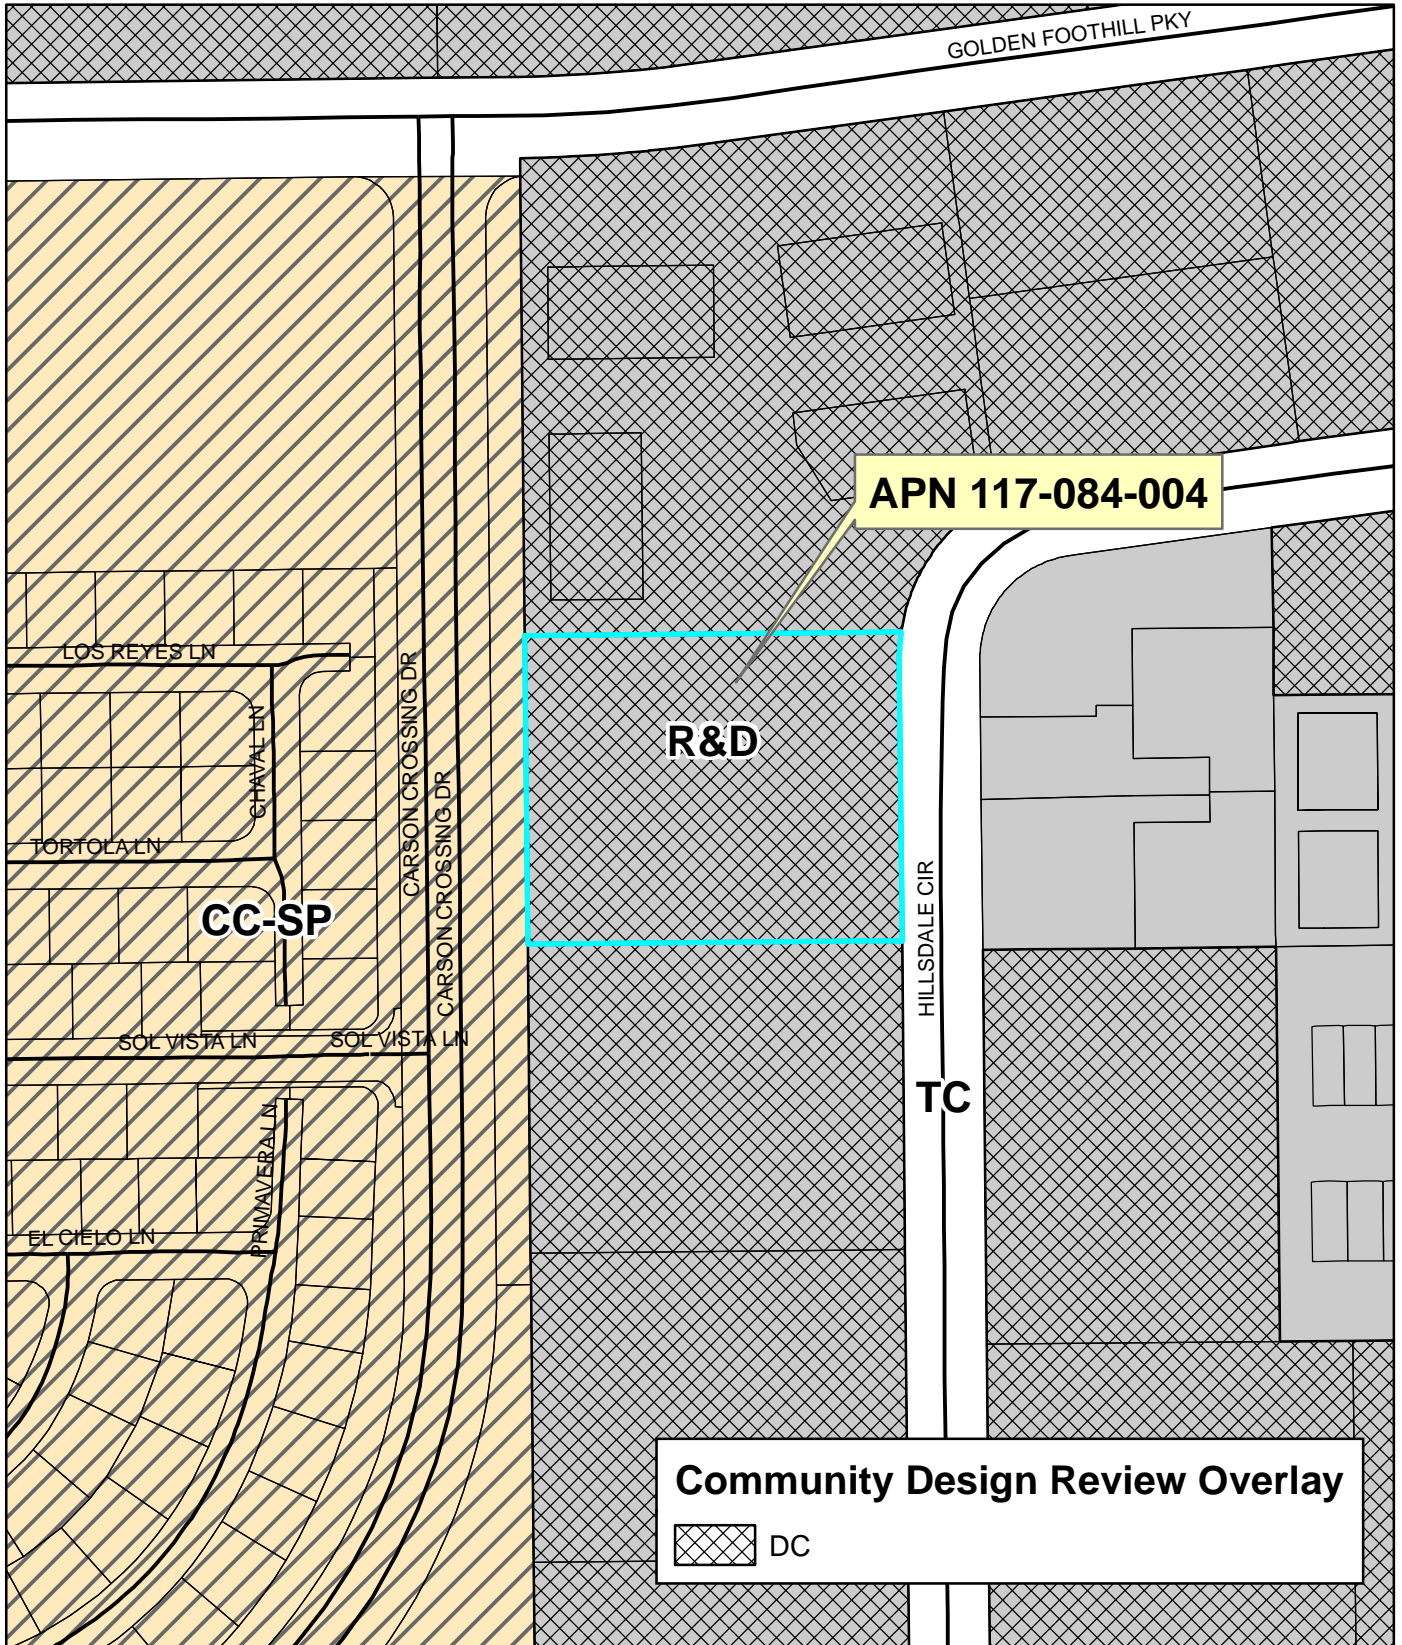 GOLDEN FOOTHILL PKY
APN 117-084-004
LOS REYES LN
CHAVAL LN
CARSON CROSSING DR
CARSON CROSSING DR
R&D
TORTOLA LN
CC-SP
HILLSDALE CIR
SOL VISTA LN
SOL VISTA LN
TC
PRIMAVERA LN
EL CIELO LN
Community Design Review Overlay
DC